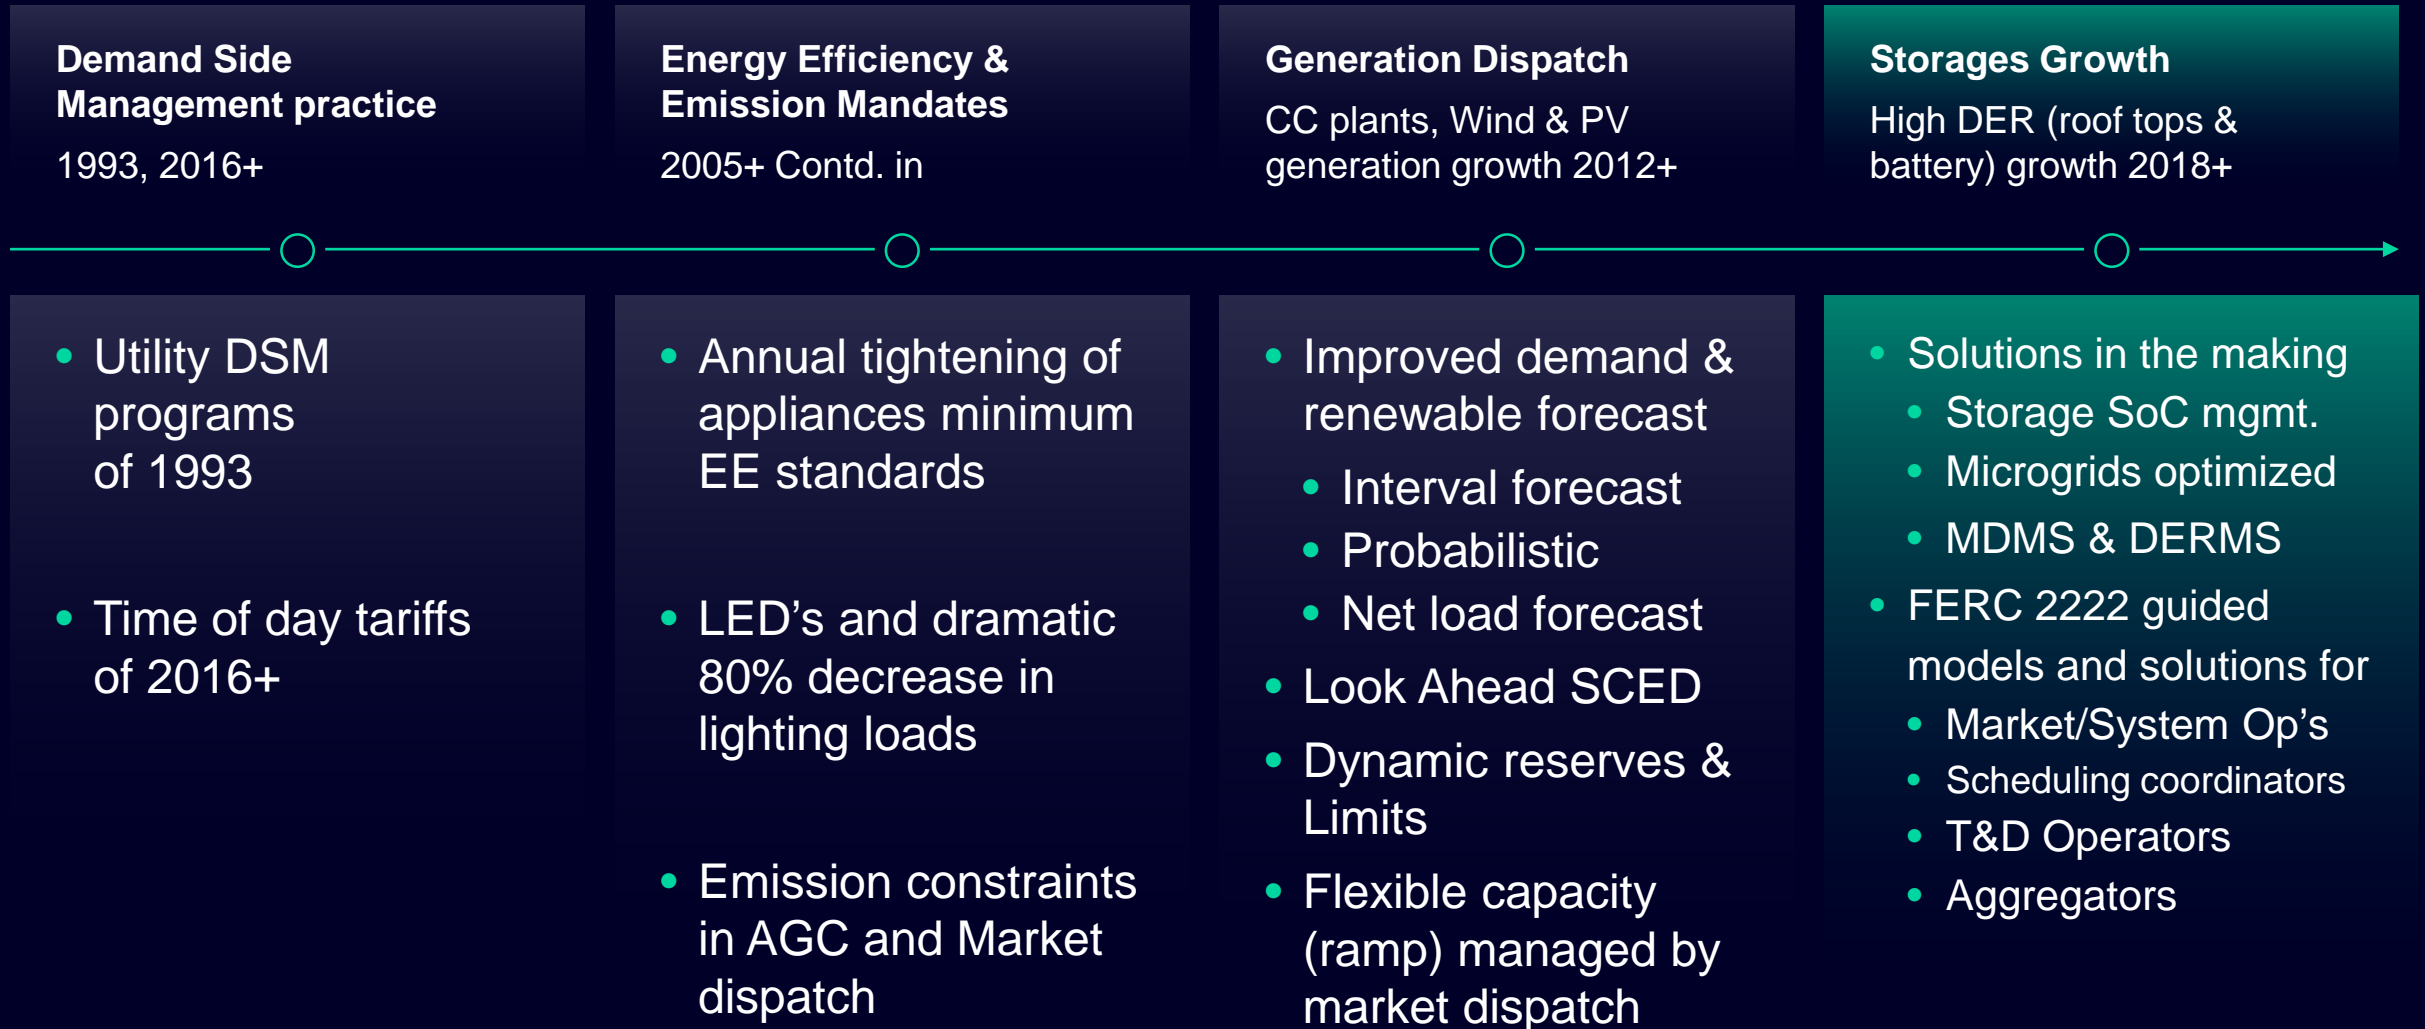 Demand Side
Management practice
1993, 2016+
Energy Efficiency &
Emission Mandates
2005+ Contd. in
Generation Dispatch
CC plants, Wind & PV
generation growth 2012+
Storages Growth
High DER (roof tops &
battery) growth 2018+
• Utility DSM
programs
of 1993
• Time of day tariffs
of 2016+
• Annual tightening of
appliances minimum
EE standards
• LED’s and dramatic
80% decrease in
lighting loads
• Emission constraints
in AGC and Market
dispatch
• Improved demand &
renewable forecast
• Interval forecast
• Probabilistic
• Net load forecast
• Look Ahead SCED
• Dynamic reserves &
Limits
• Flexible capacity
(ramp) managed by
market dispatch
• Solutions in the making
• Storage SoC mgmt.
• Microgrids optimized
• MDMS & DERMS
• FERC 2222 guided
models and solutions for
• Market/System Op’s
• Scheduling coordinators
• T&D Operators
• Aggregators